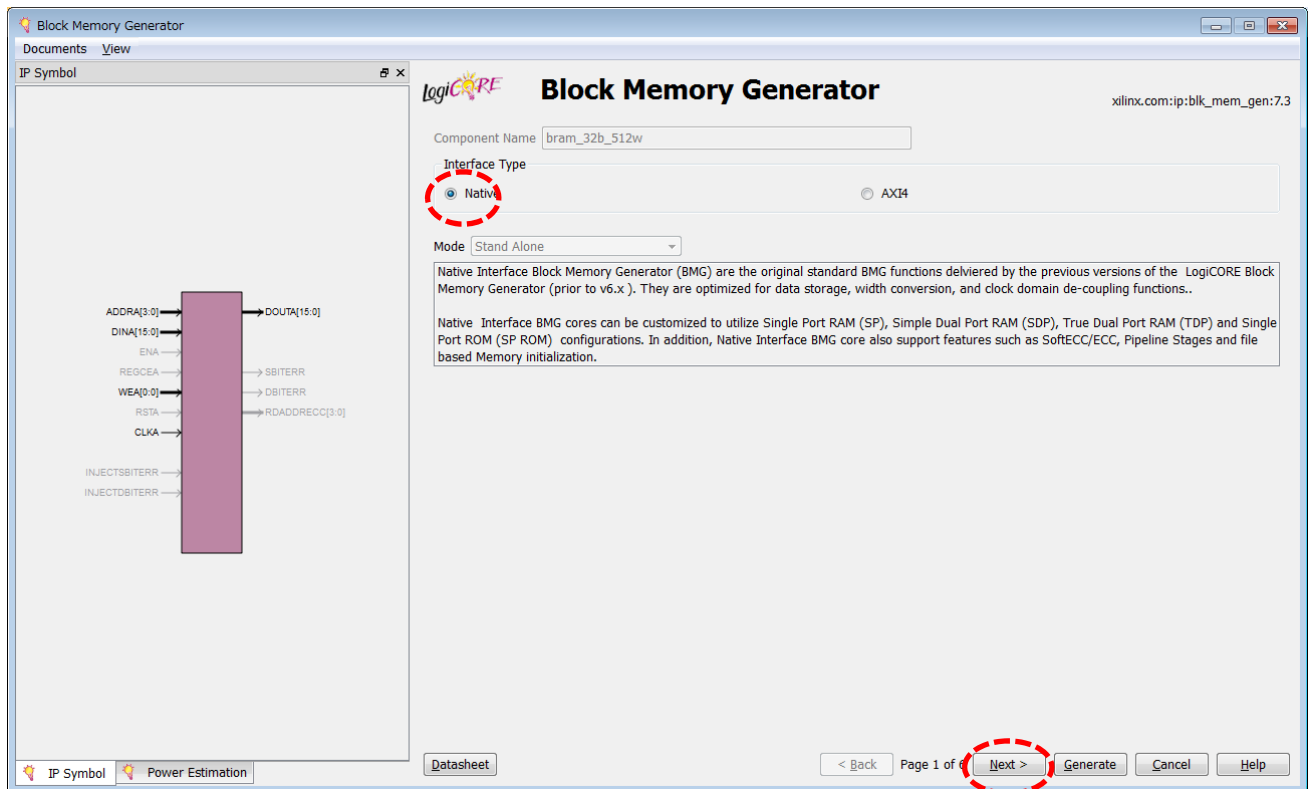 Block Memory Generator
Documents View
IP Symbol
LogiCORE
Block Memory Generator
xilinx.com:ip:blk_mem_gen:7.3
Component Name bram_32b_512w
Interface Type
Native
AXI4
Mode Stand Alone
Native Interface Block Memory Generator (BMG) are the original standard BMG functions delviered by the previous versions of the LogiCORE Block
Memory Generator (prior to v6.x ). They are optimized for data storage, width conversion, and clock domain de-coupling functions..
Native Interface BMG cores can be customized to utilize Single Port RAM (SP), Simple Dual Port RAM (SDP), True Dual Port RAM (TDP) and Single
Port ROM (SP ROM) configurations. In addition, Native Interface BMG core also support features such as SoftECC/ECC, Pipeline Stages and file
based Memory initialization.
ADDRA[3:0] DOUTA[15:0]
DINA[15:0]
ENA
REGCEA SBITERR
WEA[0:0] DBITERR
RSTA RDADDRECC[3:0]
CLKA
INJECTSBITERR
INJECTDBITERR
IP Symbol Power Estimation
Datasheet < Back Page 1 of 6 Next > Generate Cancel Help